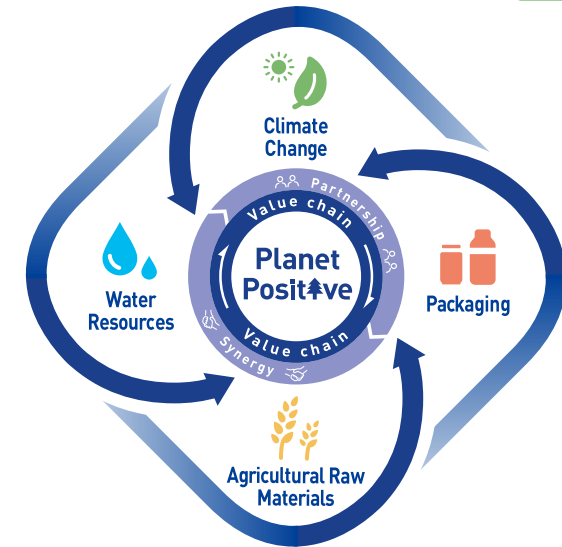 Climate
Change
Partnership
Value chain
Planet
Positive
Water
Resources
Packaging
Value chain
Synergy
Agricultural Raw
Materials